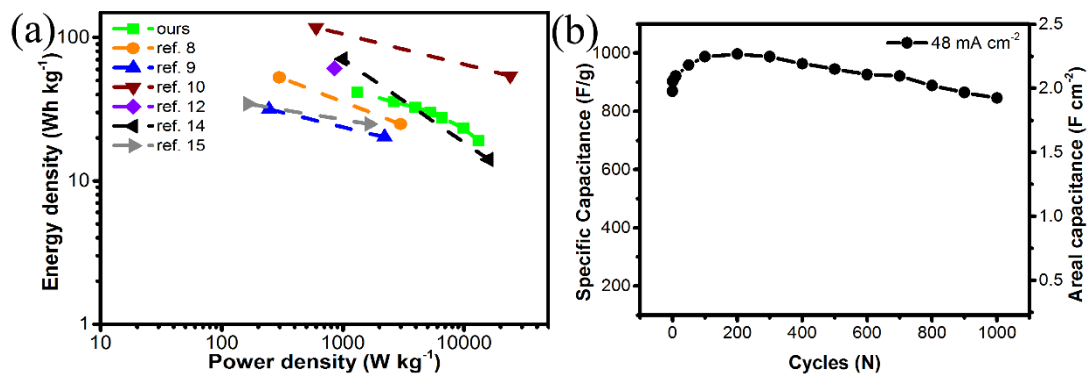 (a)
Energy density (Wh kg⁻¹)
100
10
1
ours
ref. 8
ref. 9
ref. 10
ref. 12
ref. 14
ref. 15
10 100 1000 10000
Power density (W kg⁻¹)
(b)
Specific Capacitance (F/g)
1000
800
600
400
200
48 mA cm⁻²
2.5
2.0
1.5
1.0
0.5
Areal capacitance (F cm⁻²)
0 200 400 600 800 1000
Cycles (N)